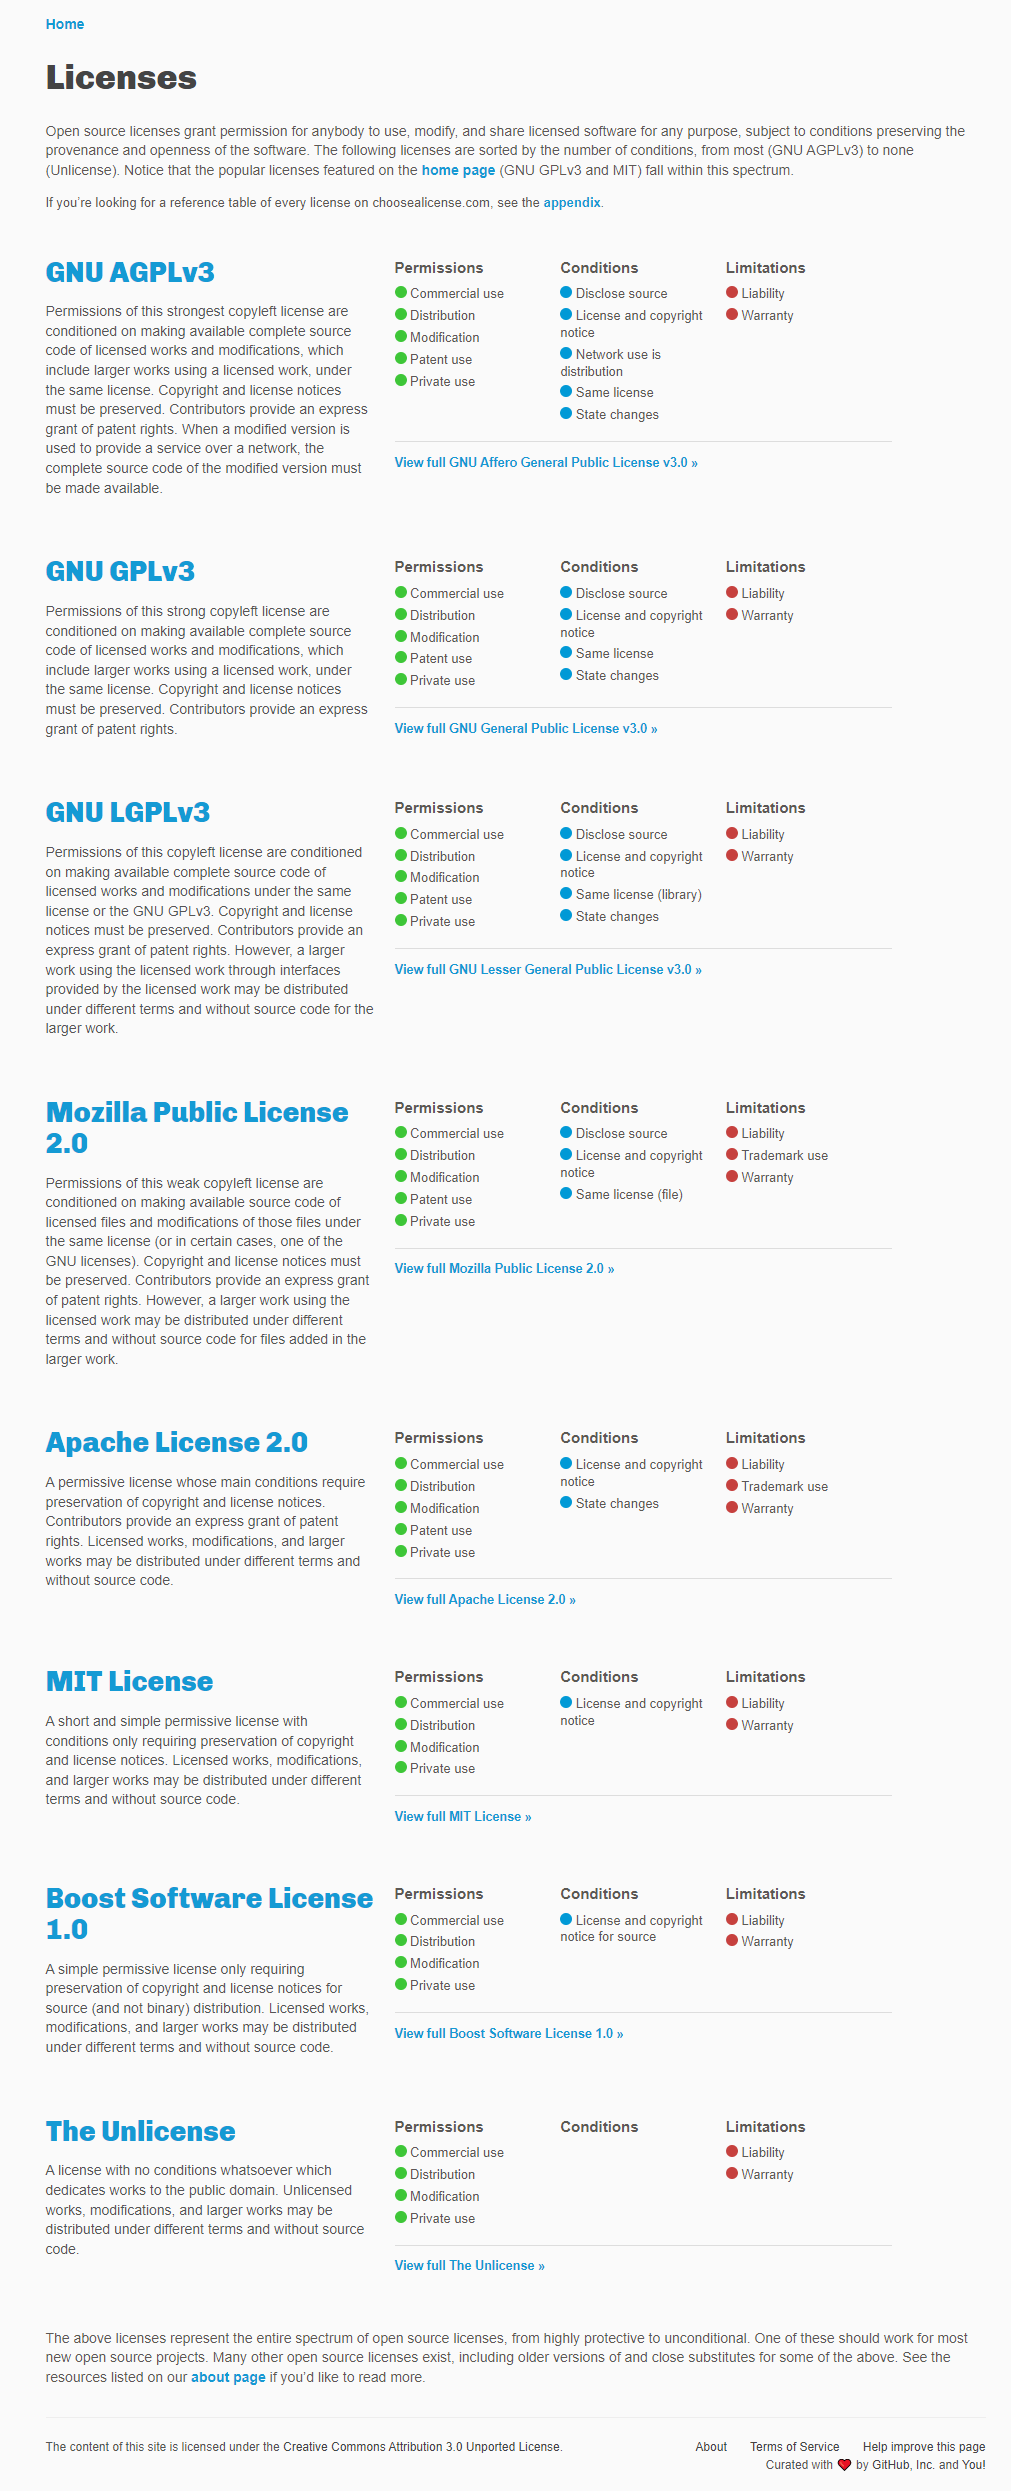 Home
Licenses
Open source licenses grant permission for anybody to use, modify, and share licensed software for any purpose, subject to conditions preserving the
provenance and openness of the software. The following licenses are sorted by the number of conditions, from most (GNU AGPLv3) to none
(Unlicense). Notice that the popular licenses featured on the home page (GNU GPLv3 and MIT) fall within this spectrum.
If you’re looking for a reference table of every license on choosealicense.com, see the appendix.
GNU AGPLv3
Permissions of this strongest copyleft license are
conditioned on making available complete source
code of licensed works and modifications, which
include larger works using a licensed work, under
the same license. Copyright and license notices
must be preserved. Contributors provide an express
grant of patent rights. When a modified version is
used to provide a service over a network, the
complete source code of the modified version must
be made available.
Permissions
Commercial use
Distribution
Modification
Patent use
Private use
Conditions
Disclose source
License and copyright
notice
Network use is
distribution
Same license
State changes
Limitations
Liability
Warranty
View full GNU Affero General Public License v3.0 »
GNU GPLv3
Permissions of this strong copyleft license are
conditioned on making available complete source
code of licensed works and modifications, which
include larger works using a licensed work, under
the same license. Copyright and license notices
must be preserved. Contributors provide an express
grant of patent rights.
Permissions
Commercial use
Distribution
Modification
Patent use
Private use
Conditions
Disclose source
License and copyright
notice
Same license
State changes
Limitations
Liability
Warranty
View full GNU General Public License v3.0 »
GNU LGPLv3
Permissions of this copyleft license are conditioned
on making available complete source code of
licensed works and modifications under the same
license or the GNU GPLv3. Copyright and license
notices must be preserved. Contributors provide an
express grant of patent rights. However, a larger
work using the licensed work through interfaces
provided by the licensed work may be distributed
under different terms and without source code for the
larger work.
Permissions
Commercial use
Distribution
Modification
Patent use
Private use
Conditions
Disclose source
License and copyright
notice
Same license (library)
State changes
Limitations
Liability
Warranty
View full GNU Lesser General Public License v3.0 »
Mozilla Public License
2.0
Permissions of this weak copyleft license are
conditioned on making available source code of
licensed files and modifications of those files under
the same license (or in certain cases, one of the
GNU licenses). Copyright and license notices must
be preserved. Contributors provide an express grant
of patent rights. However, a larger work using the
licensed work may be distributed under different
terms and without source code for files added in the
larger work.
Permissions
Commercial use
Distribution
Modification
Patent use
Private use
Conditions
Disclose source
License and copyright
notice
Same license (file)
Limitations
Liability
Trademark use
Warranty
View full Mozilla Public License 2.0 »
Apache License 2.0
A permissive license whose main conditions require
preservation of copyright and license notices.
Contributors provide an express grant of patent
rights. Licensed works, modifications, and larger
works may be distributed under different terms and
without source code.
Permissions
Commercial use
Distribution
Modification
Patent use
Private use
Conditions
License and copyright
notice
State changes
Limitations
Liability
Trademark use
Warranty
View full Apache License 2.0 »
MIT License
A short and simple permissive license with
conditions only requiring preservation of copyright
and license notices. Licensed works, modifications,
and larger works may be distributed under different
terms and without source code.
Permissions
Commercial use
Distribution
Modification
Private use
Conditions
License and copyright
notice
Limitations
Liability
Warranty
View full MIT License »
Boost Software License
1.0
A simple permissive license only requiring
preservation of copyright and license notices for
source (and not binary) distribution. Licensed works,
modifications, and larger works may be distributed
under different terms and without source code.
Permissions
Commercial use
Distribution
Modification
Private use
Conditions
License and copyright
notice for source
Limitations
Liability
Warranty
View full Boost Software License 1.0 »
The Unlicense
A license with no conditions whatsoever which
dedicates works to the public domain. Unlicensed
works, modifications, and larger works may be
distributed under different terms and without source
code.
Permissions
Commercial use
Distribution
Modification
Private use
Conditions
Limitations
Liability
Warranty
View full The Unlicense »
The above licenses represent the entire spectrum of open source licenses, from highly protective to unconditional. One of these should work for most
new open source projects. Many other open source licenses exist, including older versions of and close substitutes for some of the above. See the
resources listed on our about page if you’d like to read more.
The content of this site is licensed under the Creative Commons Attribution 3.0 Unported License.
About Terms of Service Help improve this page
Curated with ❤ by GitHub, Inc. and You!